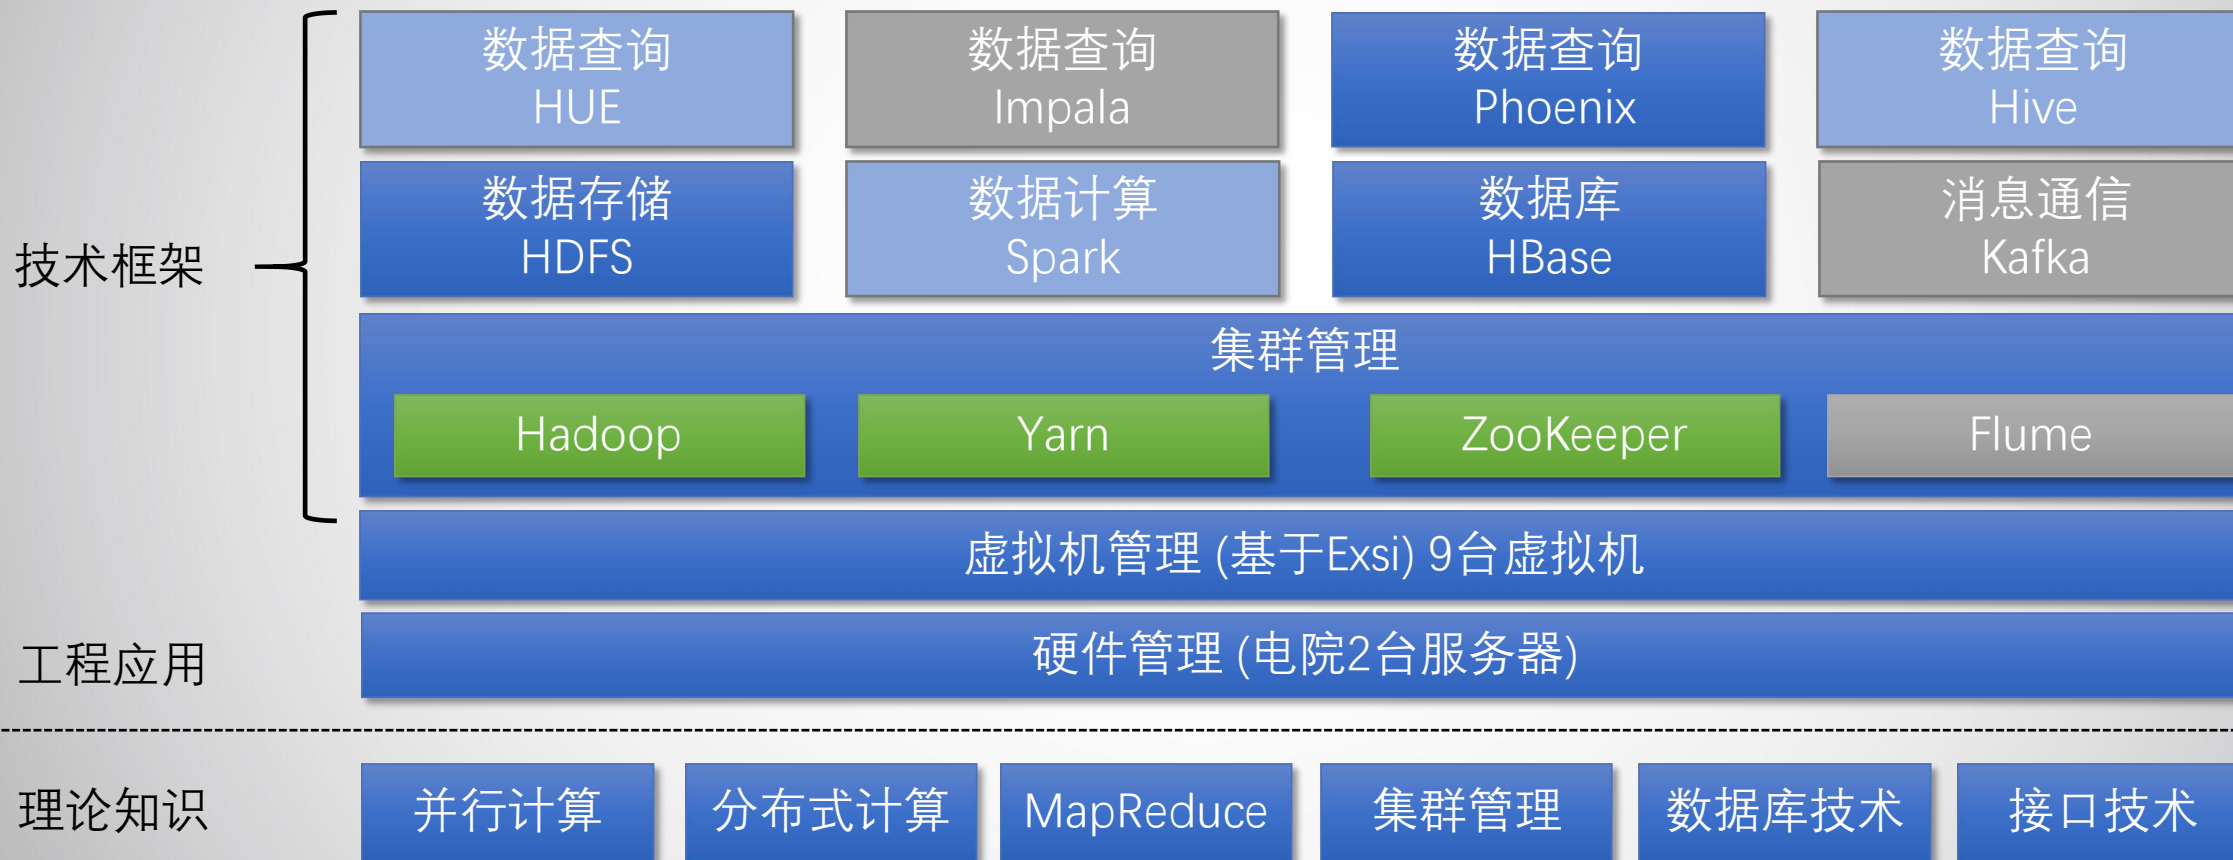 数据查询
HUE
数据查询
Impala
数据查询
Phoenix
数据查询
Hive
数据存储
HDFS
数据计算
Spark
数据库
HBase
消息通信
Kafka
技术框架
集群管理
Hadoop
Yarn
ZooKeeper
Flume
虚拟机管理 (基于Exsi) 9台虚拟机
硬件管理 (电院2台服务器)
工程应用
理论知识
并行计算
分布式计算
MapReduce
集群管理
数据库技术
接口技术